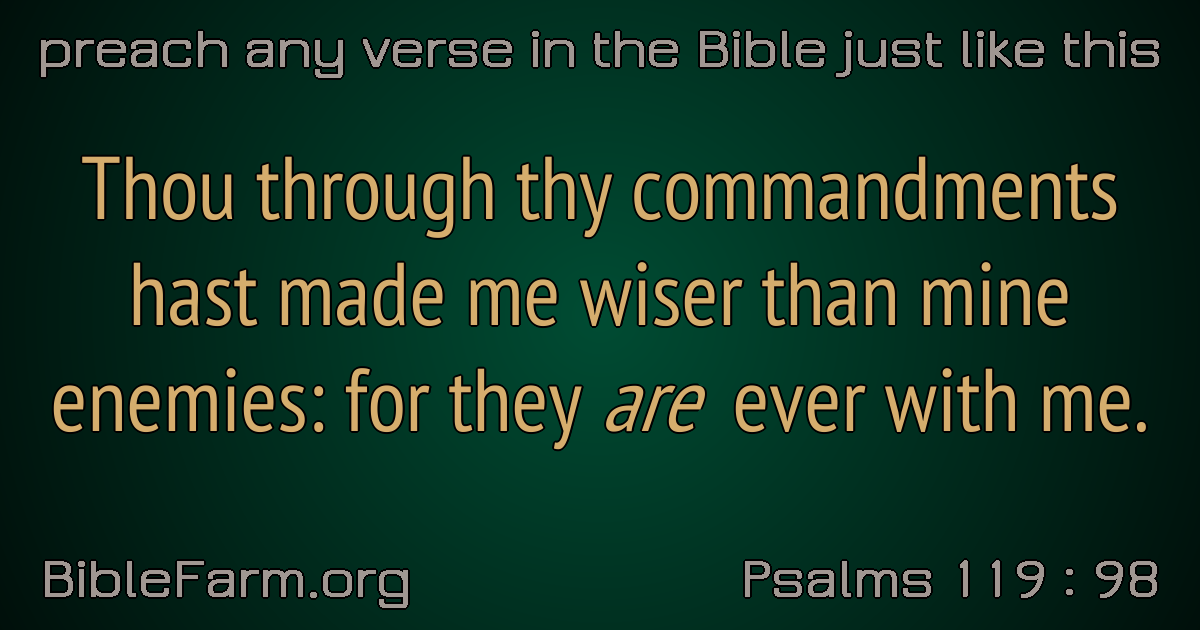 preach any verse in the Bible just like this
Thou through thy commandments
hast made me wiser than mine
enemies: for they are ever with me.
BibleFarm.org
Psalms 119 : 98